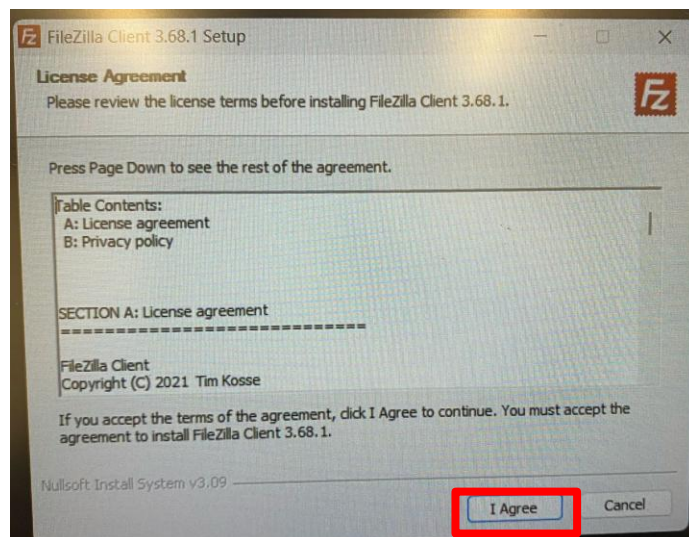 Fz FileZilla Client 3.68.1 Setup
License Agreement
Please review the license terms before installing FileZilla Client 3.68.1.
Fz
Press Page Down to see the rest of the agreement.
Table Contents:
A: License agreement
B: Privacy policy
SECTION A: License agreement
============================
FileZilla Client
Copyright (C) 2021 Tim Kosse
If you accept the terms of the agreement, click I Agree to continue. You must accept the
agreement to install FileZilla Client 3.68.1.
Nullsoft Install System v3.09
I Agree Cancel